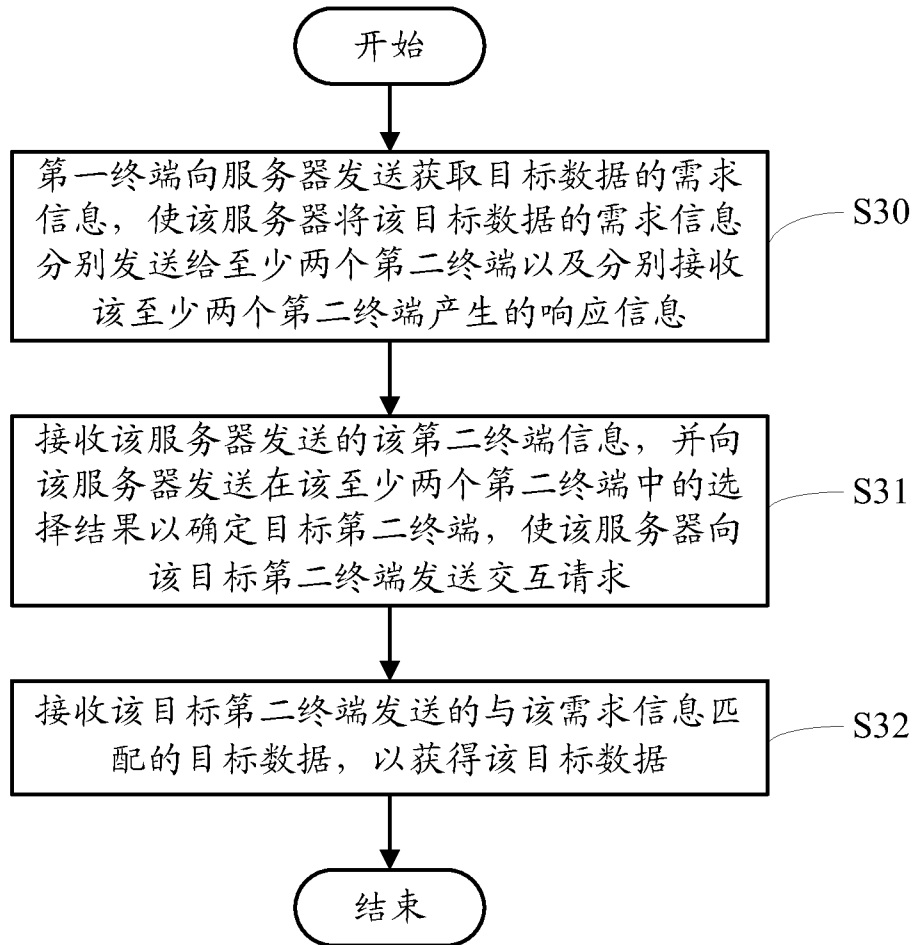 开始
第一终端向服务器发送获取目标数据的需求
信息，使该服务器将该目标数据的需求信息
分别发送给至少两个第二终端以及分别接收
该至少两个第二终端产生的响应信息
S30
接收该服务器发送的该第二终端信息，并向
该服务器发送在该至少两个第二终端中的选
择结果以确定目标第二终端，使该服务器向
该目标第二终端发送交互请求
S31
接收该目标第二终端发送的与该需求信息匹
配的目标数据，以获得该目标数据
S32
结束